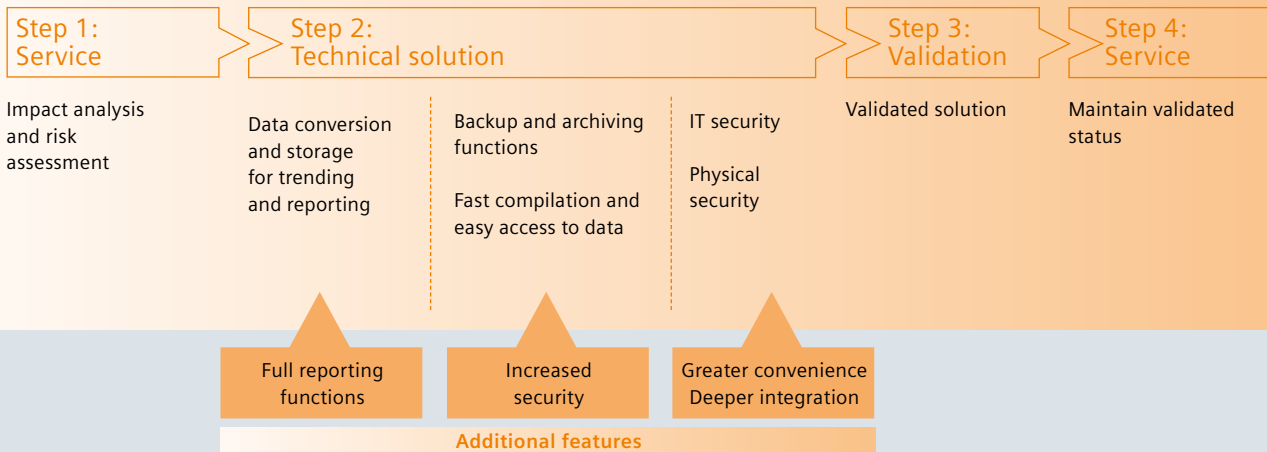 Step 1:
Service
Step 2:
Technical solution
Step 3:
Validation
Step 4:
Service
Impact analysis
and risk
assessment
Data conversion
and storage
for trending
and reporting
Backup and archiving
functions
Fast compilation and
easy access to data
IT security
Physical
security
Validated solution
Maintain validated
status
Full reporting
functions
Increased
security
Greater convenience
Deeper integration
Additional features